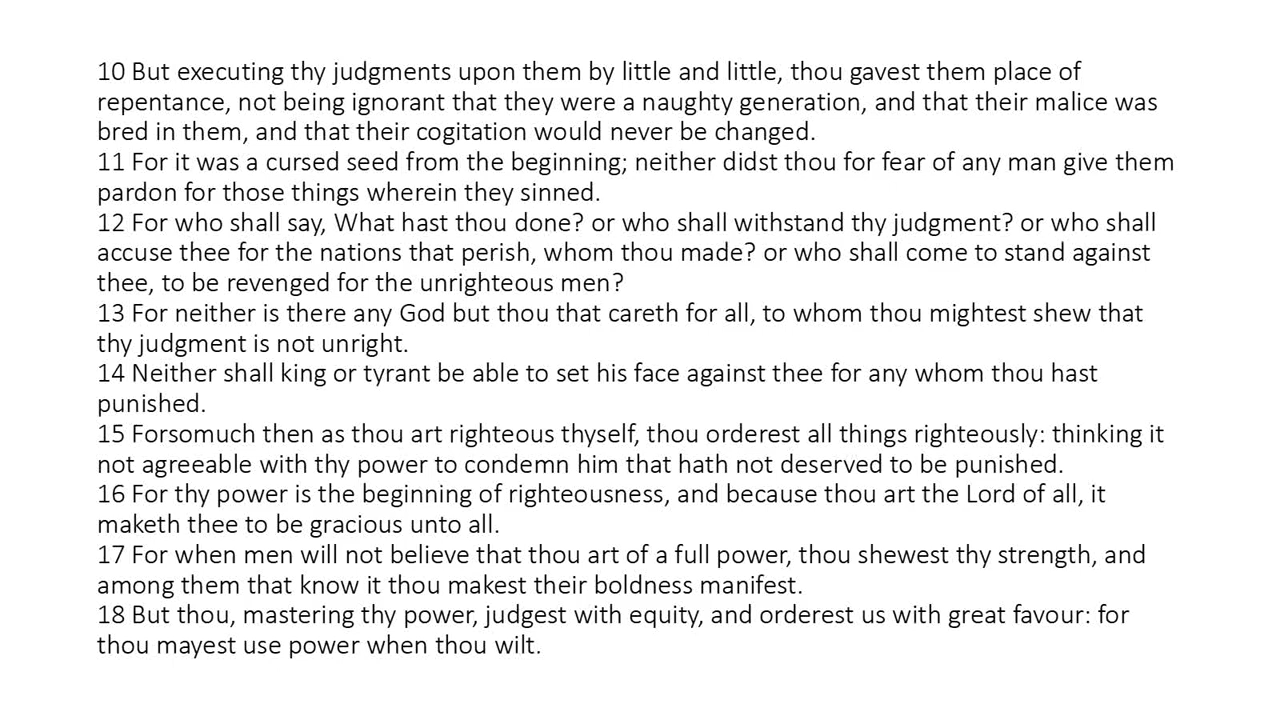 10 But executing thy judgments upon them by little and little, thou gavest them place of
repentance, not being ignorant that they were a naughty generation, and that their malice was
bred in them, and that their cogitation would never be changed.
11 For it was a cursed seed from the beginning; neither didst thou for fear of any man give them
pardon for those things wherein they sinned.
12 For who shall say, What hast thou done? or who shall withstand thy judgment? or who shall
accuse thee for the nations that perish, whom thou made? or who shall come to stand against
thee, to be revenged for the unrighteous men?
13 For neither is there any God but thou that careth for all, to whom thou mightest shew that
thy judgment is not unright.
14 Neither shall king or tyrant be able to set his face against thee for any whom thou hast
punished.
15 Forsomuch then as thou art righteous thyself, thou orderest all things righteously: thinking it
not agreeable with thy power to condemn him that hath not deserved to be punished.
16 For thy power is the beginning of righteousness, and because thou art the Lord of all, it
maketh thee to be gracious unto all.
17 For when men will not believe that thou art of a full power, thou shewest thy strength, and
among them that know it thou makest their boldness manifest.
18 But thou, mastering thy power, judgest with equity, and orderest us with great favour: for
thou mayest use power when thou wilt.